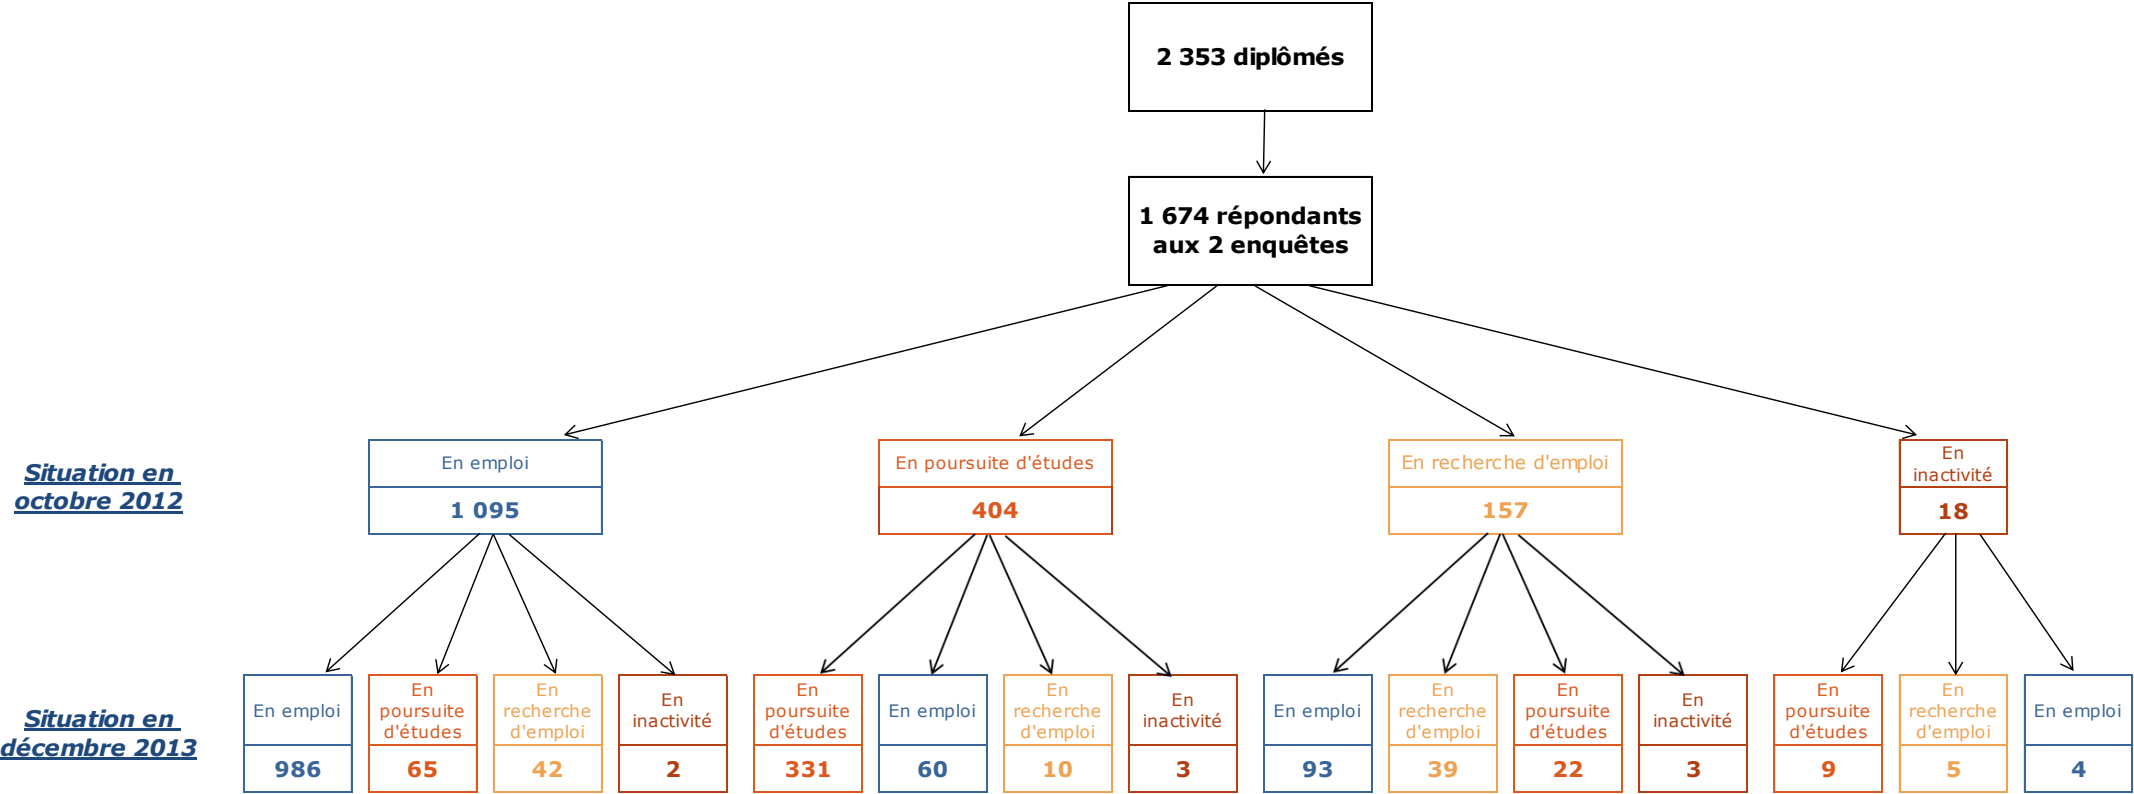 2 353 diplômés
1 674 répondants
aux 2 enquêtes
Situation en
octobre 2012
En emploi
1 095
En poursuite d'études
404
En recherche d'emploi
157
En
inactivité
18
Situation en
décembre 2013
En emploi
986
En
poursuite
d'études
65
En
recherche
d'emploi
42
En
inactivité
2
En
poursuite
d'études
331
En emploi
60
En
recherche
d'emploi
10
En
inactivité
3
En emploi
93
En
recherche
d'emploi
39
En
poursuite
d'études
22
En
inactivité
3
En
poursuite
d'études
9
En
recherche
d'emploi
5
En emploi
4